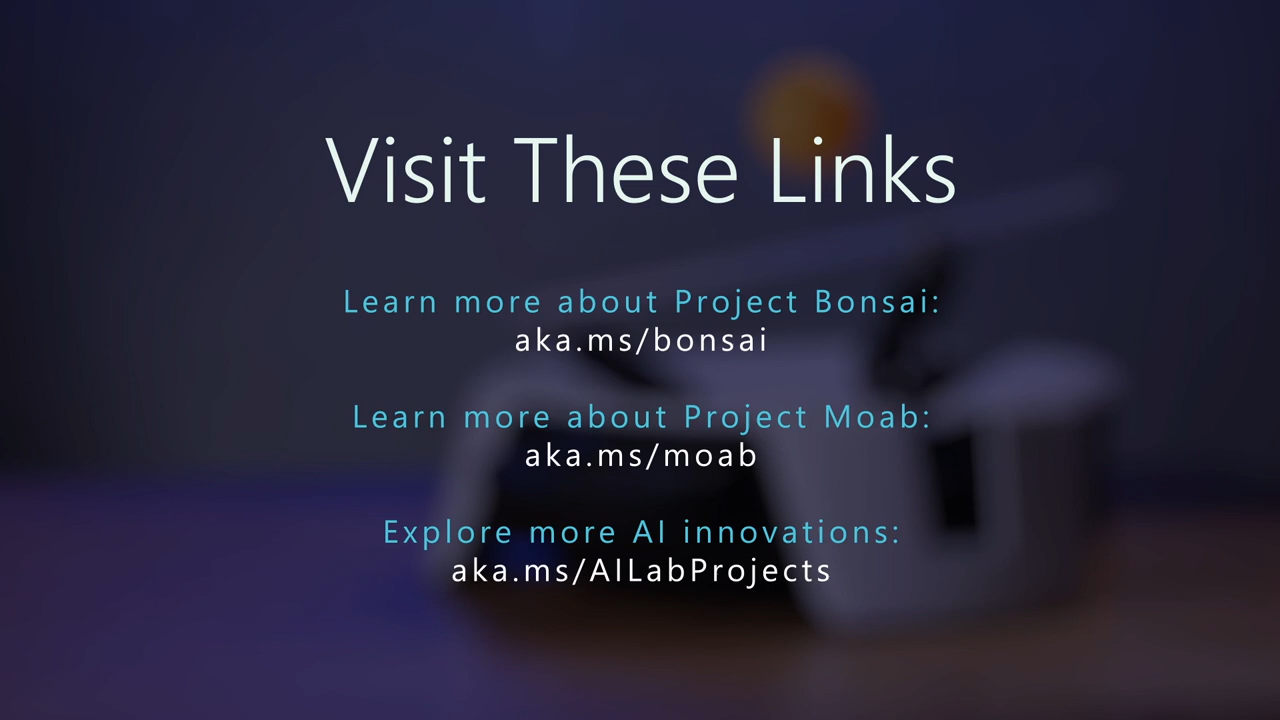 Visit These Links
Learn more about Project Bonsai:
aka.ms/bonsai
Learn more about Project Moab:
aka.ms/moab
Explore more AI innovations:
aka.ms/AILabProjects